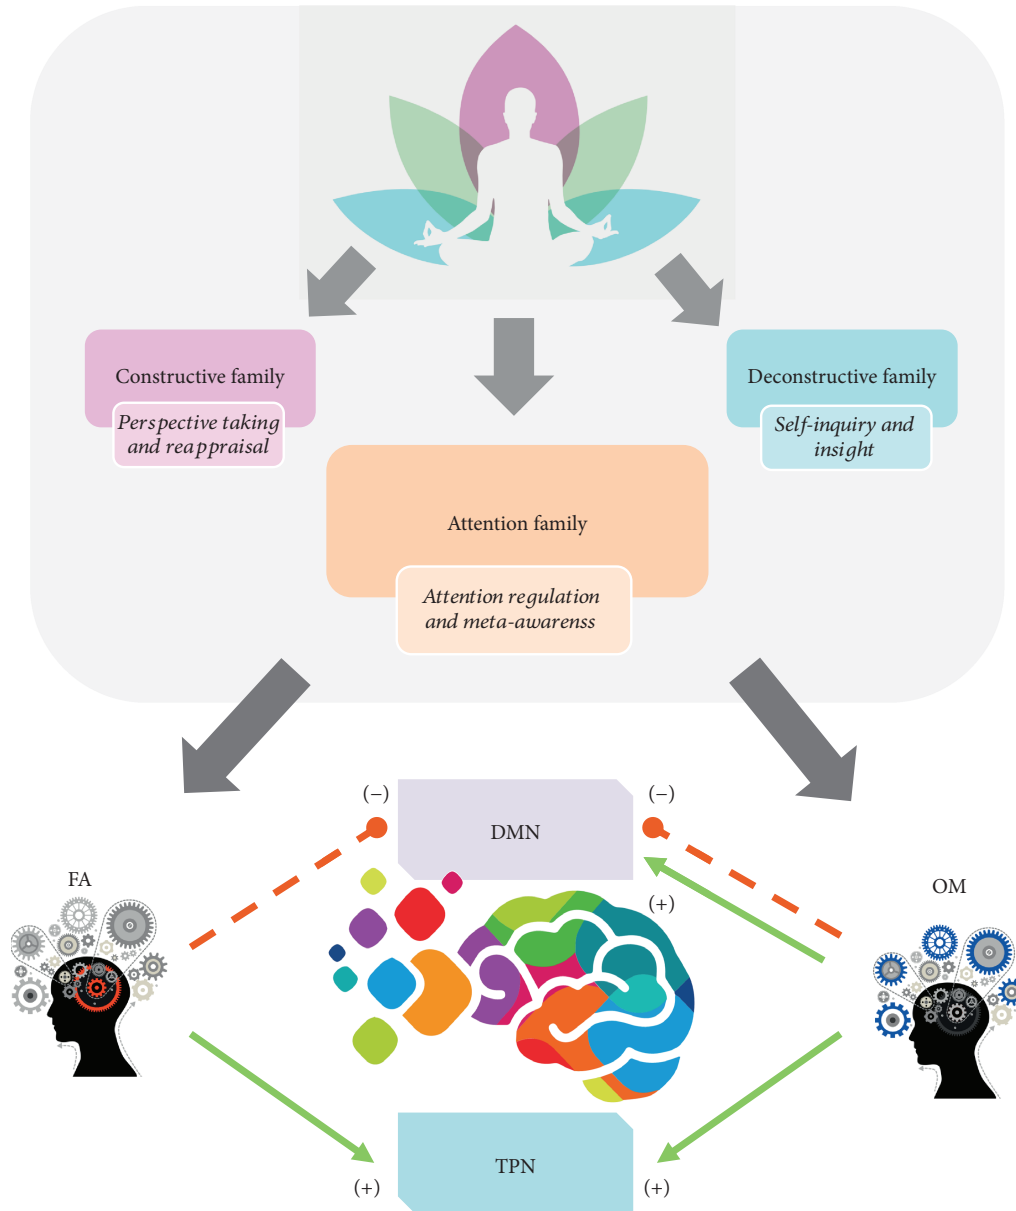 Constructive family
Perspective taking
and reappraisal
Deconstructive family
Self-inquiry and
insight
Attention family
Attention regulation
and meta-awarenss
(−)
(−)
DMN
FA
OM
(+)
TPN
(+)
(+)